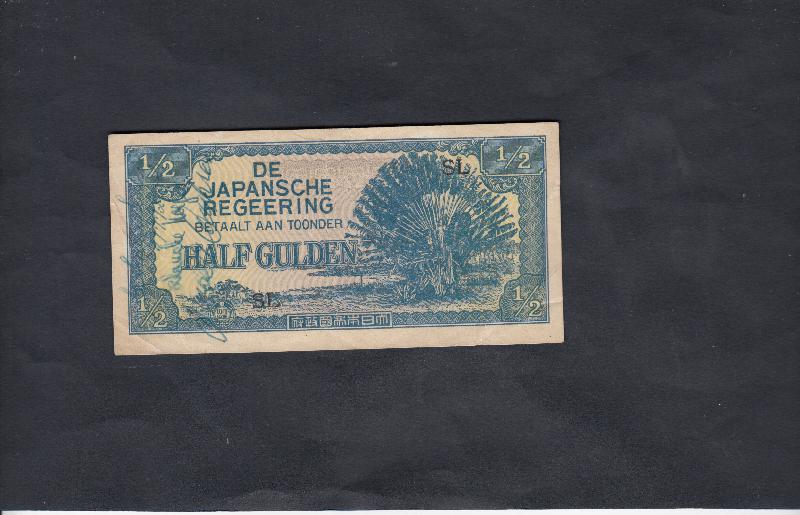 1/2
1/2
DE
JAPANSCHE
REGEERING
BETAALT AAN TOONDER
HALF GULDEN
SL
SL
1/2
1/2
府政國帝本日大